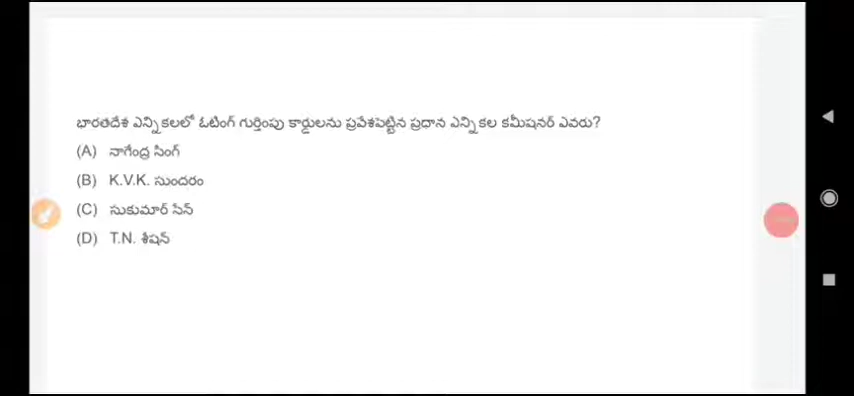 భారతదేశ ఎన్నికలలో ఓటింగ్ గుర్తింపు కార్డులను ప్రవేశపెట్టిన ప్రధాన ఎన్నికల కమీషనర్ ఎవరు?
(A) నాగేంద్ర సింగ్
(B) K.V.K. సుందరం
(C) సుకుమార్ సేన్
(D) T.N. శేషన్